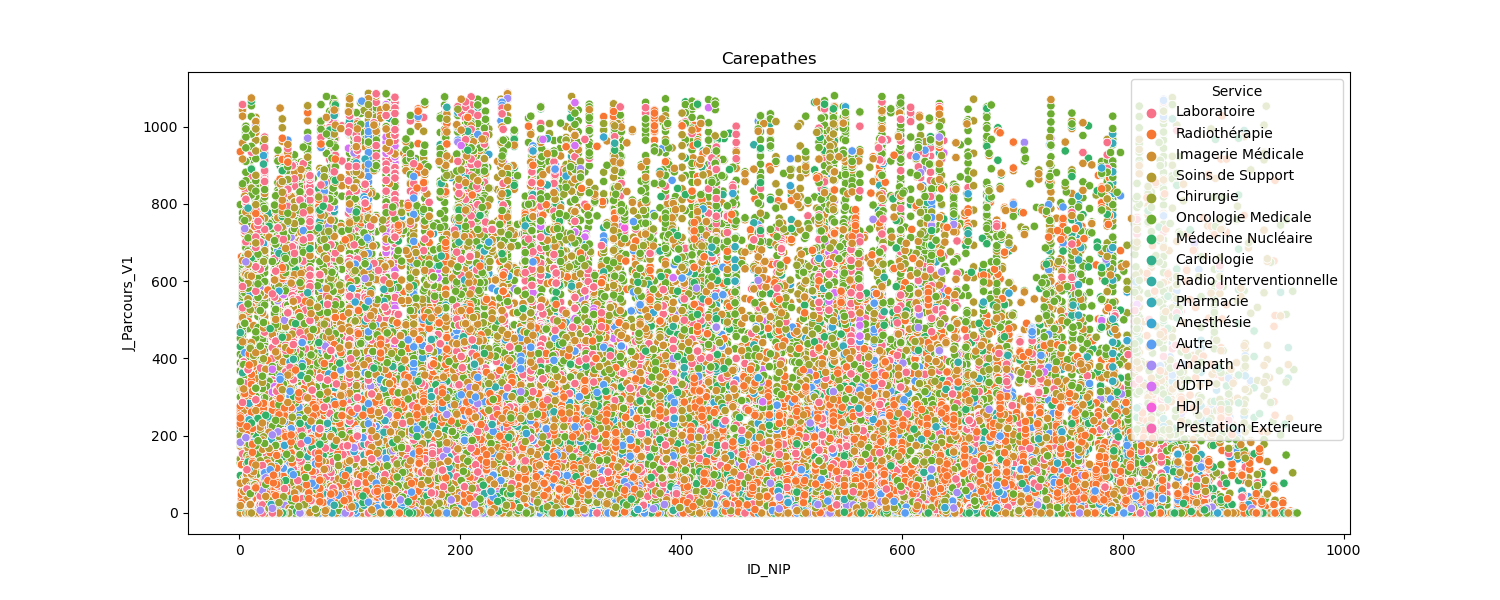 Carepathes
J_Parcours_V1
1000
800
600
400
200
0
0
200
400
600
800
1000
ID_NIP
Service
Laboratoire
Radiothérapie
Imagerie Médicale
Soins de Support
Chirurgie
Oncologie Medicale
Médecine Nucléaire
Cardiologie
Radio Interventionnelle
Pharmacie
Anesthésie
Autre
Anapath
UDTP
HDJ
Prestation Exterieure